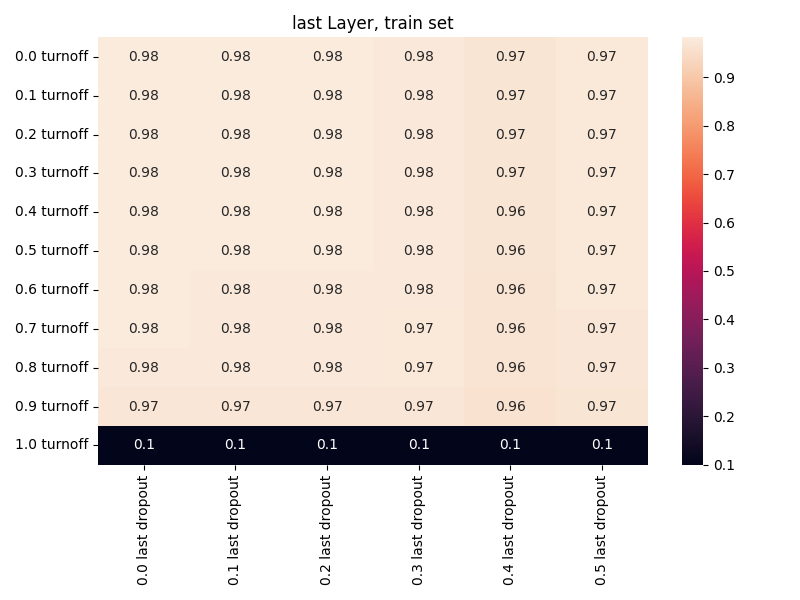 last Layer, train set
0.0 turnoff 0.98 0.98 0.98 0.98 0.97 0.97
0.1 turnoff 0.98 0.98 0.98 0.98 0.97 0.97
0.2 turnoff 0.98 0.98 0.98 0.98 0.97 0.97
0.3 turnoff 0.98 0.98 0.98 0.98 0.97 0.97
0.4 turnoff 0.98 0.98 0.98 0.98 0.96 0.97
0.5 turnoff 0.98 0.98 0.98 0.98 0.96 0.97
0.6 turnoff 0.98 0.98 0.98 0.98 0.96 0.97
0.7 turnoff 0.98 0.98 0.98 0.97 0.96 0.97
0.8 turnoff 0.98 0.98 0.98 0.97 0.96 0.97
0.9 turnoff 0.97 0.97 0.97 0.97 0.96 0.97
1.0 turnoff 0.1 0.1 0.1 0.1 0.1 0.1
0.0 last dropout
0.1 last dropout
0.2 last dropout
0.3 last dropout
0.4 last dropout
0.5 last dropout
0.9
0.8
0.7
0.6
0.5
0.4
0.3
0.2
0.1